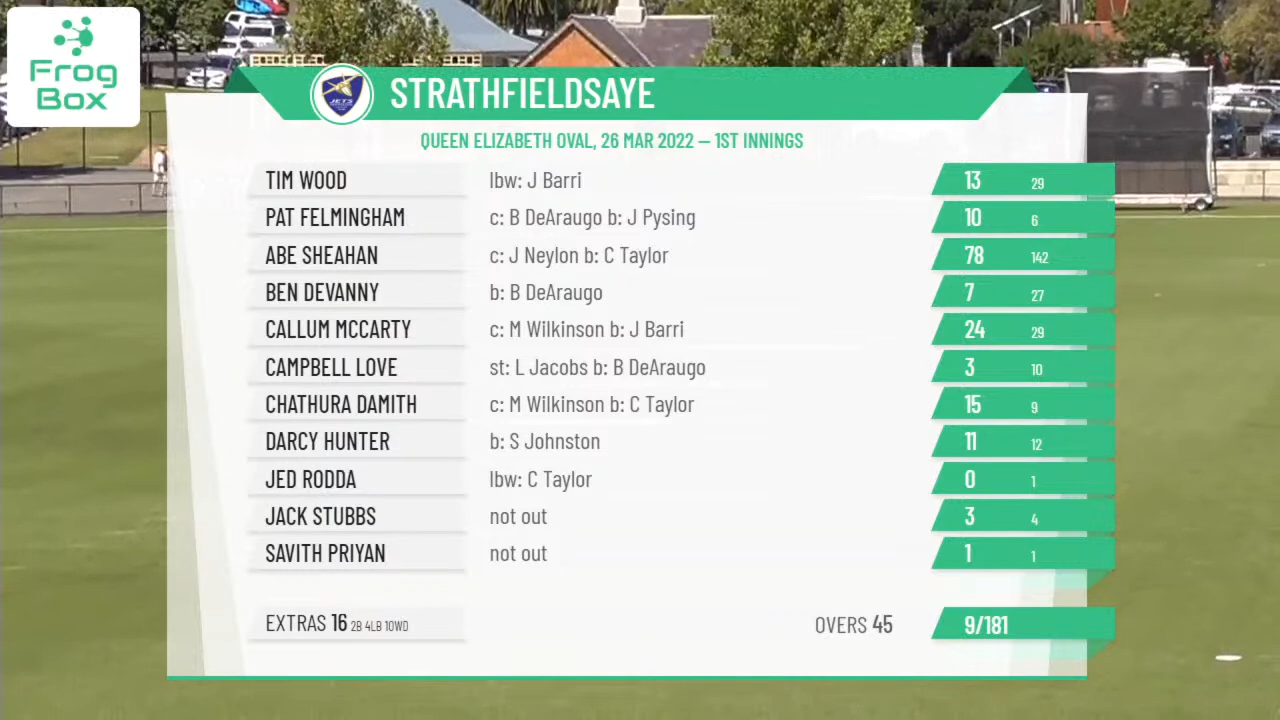 Frog
Box
JETS
STRATHFIELDSAYE
QUEEN ELIZABETH OVAL, 26 MAR 2022 – 1ST INNINGS
TIM WOOD lbw: J Barri 13 29
PAT FELMINGHAM c: B DeAraugo b: J Pysing 10 6
ABE SHEAHAN c: J Neylon b: C Taylor 78 142
BEN DEVANNY b: B DeAraugo 7 27
CALLUM MCCARTY c: M Wilkinson b: J Barri 24 29
CAMPBELL LOVE st: L Jacobs b: B DeAraugo 3 10
CHATHURA DAMITH c: M Wilkinson b: C Taylor 15 9
DARCY HUNTER b: S Johnston 11 12
JED RODDA lbw: C Taylor 0 1
JACK STUBBS not out 3 4
SAVITH PRIYAN not out 1 1
EXTRAS 16 2B 4LB 10WD OVERS 45 9/181